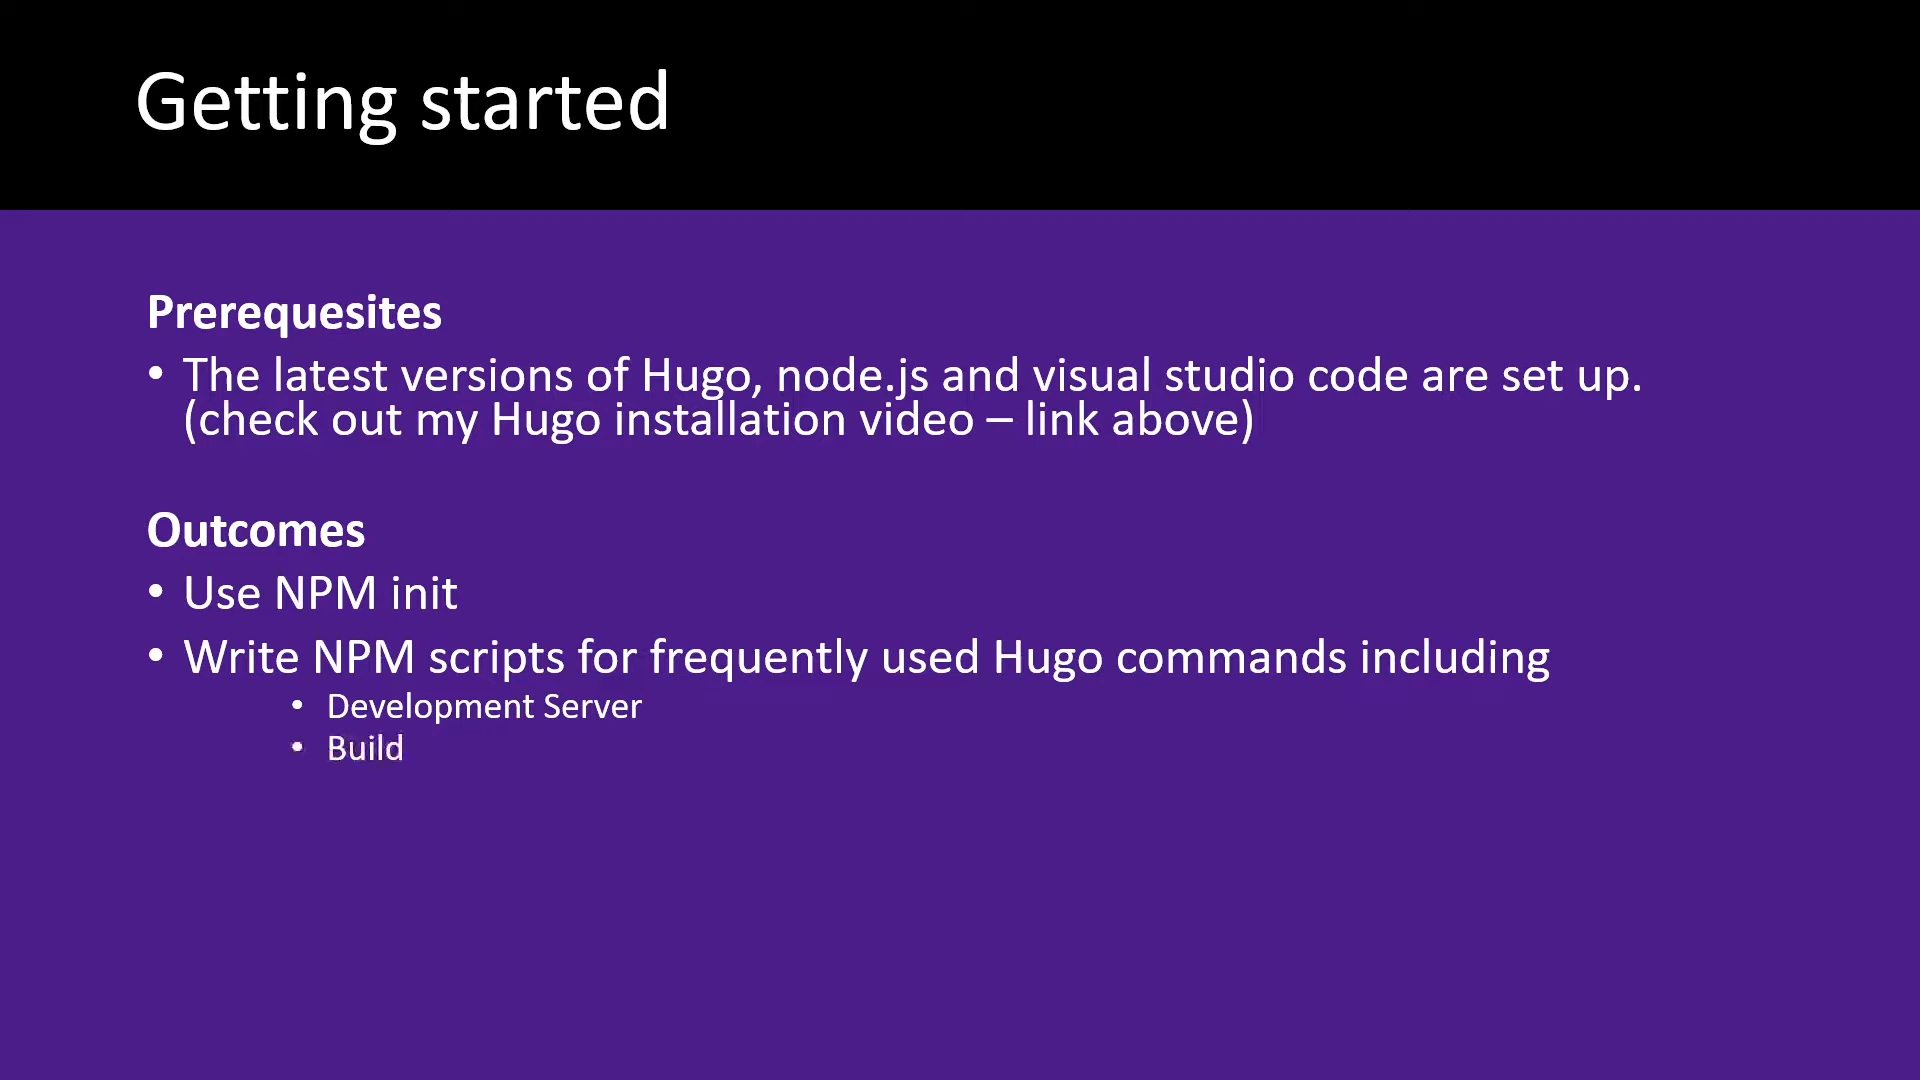 Getting started
Prerequesites
• The latest versions of Hugo, node.js and visual studio code are set up.
(check out my Hugo installation video – link above)
Outcomes
• Use NPM init
• Write NPM scripts for frequently used Hugo commands including
• Development Server
• Build